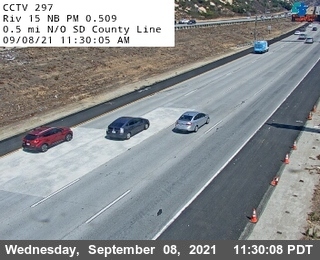 CCTV 297
Riv 15 NB PM 0.509
0.5 mi N/O SD County Line
09/08/21 11:30:05 AM
Wednesday, September 08, 2021 11:30:08 PDT